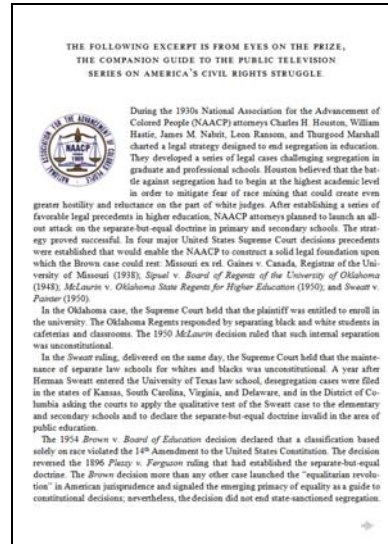 THE FOLLOWING EXCERPT IS FROM EYES ON THE PRIZE,
THE COMPANION GUIDE TO THE PUBLIC TELEVISION
SERIES ON AMERICA'S CIVIL RIGHTS STRUGGLE
During the 1930s National Association for the Advancement of
Colored People (NAACP) attorneys Charles H. Houston, William
Hastie, James M. Nabrit, Leon Ransom, and Thurgood Marshall
charted a legal strategy designed to end segregation in education.
They developed a series of legal cases challenging segregation in
graduate and professional schools. Houston believed that the bat-
tle against segregation had to begin at the highest academic level
in order to mitigate fear of race mixing that could create even
greater hostility and reluctance on the part of white judges. After establishing a series of
favorable legal precedents in higher education, NAACP attorneys planned to launch an all-
out attack on the separate-but-equal doctrine in primary and secondary schools. The strat-
egy proved successful. In four major United States Supreme Court decisions precedents
were established that would enable the NAACP to construct a solid legal foundation upon
which the Brown case could rest: Missouri ex rel. Gaines v. Canada, Registrar of the Uni-
versity of Missouri (1938); Sipuel v. Board of Regents of the University of Oklahoma
(1948); McLaurin v. Oklahoma State Regents for Higher Education (1950); and Sweatt v.
Painter (1950).
In the Oklahoma case, the Supreme Court held that the plaintiff was entitled to enroll in
the university. The Oklahoma Regents responded by separating black and white students in
cafeterias and classrooms. The 1950 McLaurin decision ruled that such internal separation
was unconstitutional.
In the Sweatt ruling, delivered on the same day, the Supreme Court held that the mainte-
nance of separate law schools for whites and blacks was unconstitutional. A year after
Herman Sweatt entered the University of Texas law school, desegregation cases were filed
in the states of Kansas, South Carolina, Virginia, and Delaware, and in the District of Co-
lumbia asking the courts to apply the qualitative test of the Sweatt case to the elementary
and secondary schools and to declare the separate-but-equal doctrine invalid in the area of
public education.
The 1954 Brown v. Board of Education decision declared that a classification based
solely on race violated the 14th Amendment to the United States Constitution. The decision
reversed the 1896 Plessy v. Ferguson ruling that had established the separate-but-equal
doctrine. The Brown decision more than any other case launched the "equalitarian revolu-
tion" in American jurisprudence and signaled the emerging primacy of equality as a guide to
constitutional decisions; nevertheless, the decision did not end state-sanctioned segregation.
NAACP